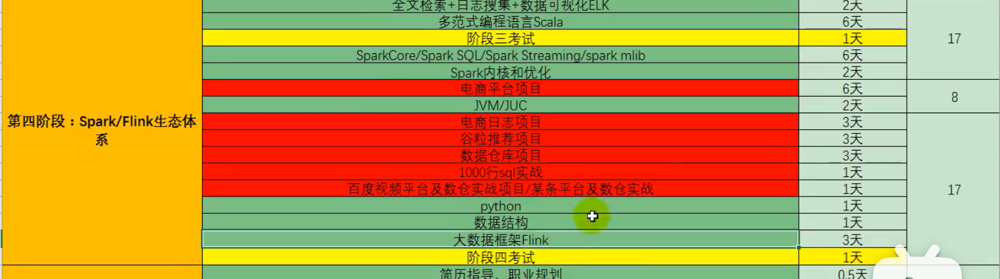 全文检索+日志搜集+数据可视化ELK 2天
多范式编程语言Scala 6天
阶段三考试 1天 17
SparkCore/Spark SQL/Spark Streaming/spark mlib 6天
Spark内核和优化 2天
电商平台项目 6天 8
JVM/JUC 2天
第四阶段：Spark/Flink生态体
系
电商日志项目 3天
谷粒推荐项目 3天
数据仓库项目 3天
1000行sql实战 1天
百度视频平台及数仓实战项目/某条平台及数仓实战 1天 17
python 1天
数据结构 1天
大数据框架Flink 3天
阶段四考试 1天
简历指导、职业规划 0.5天